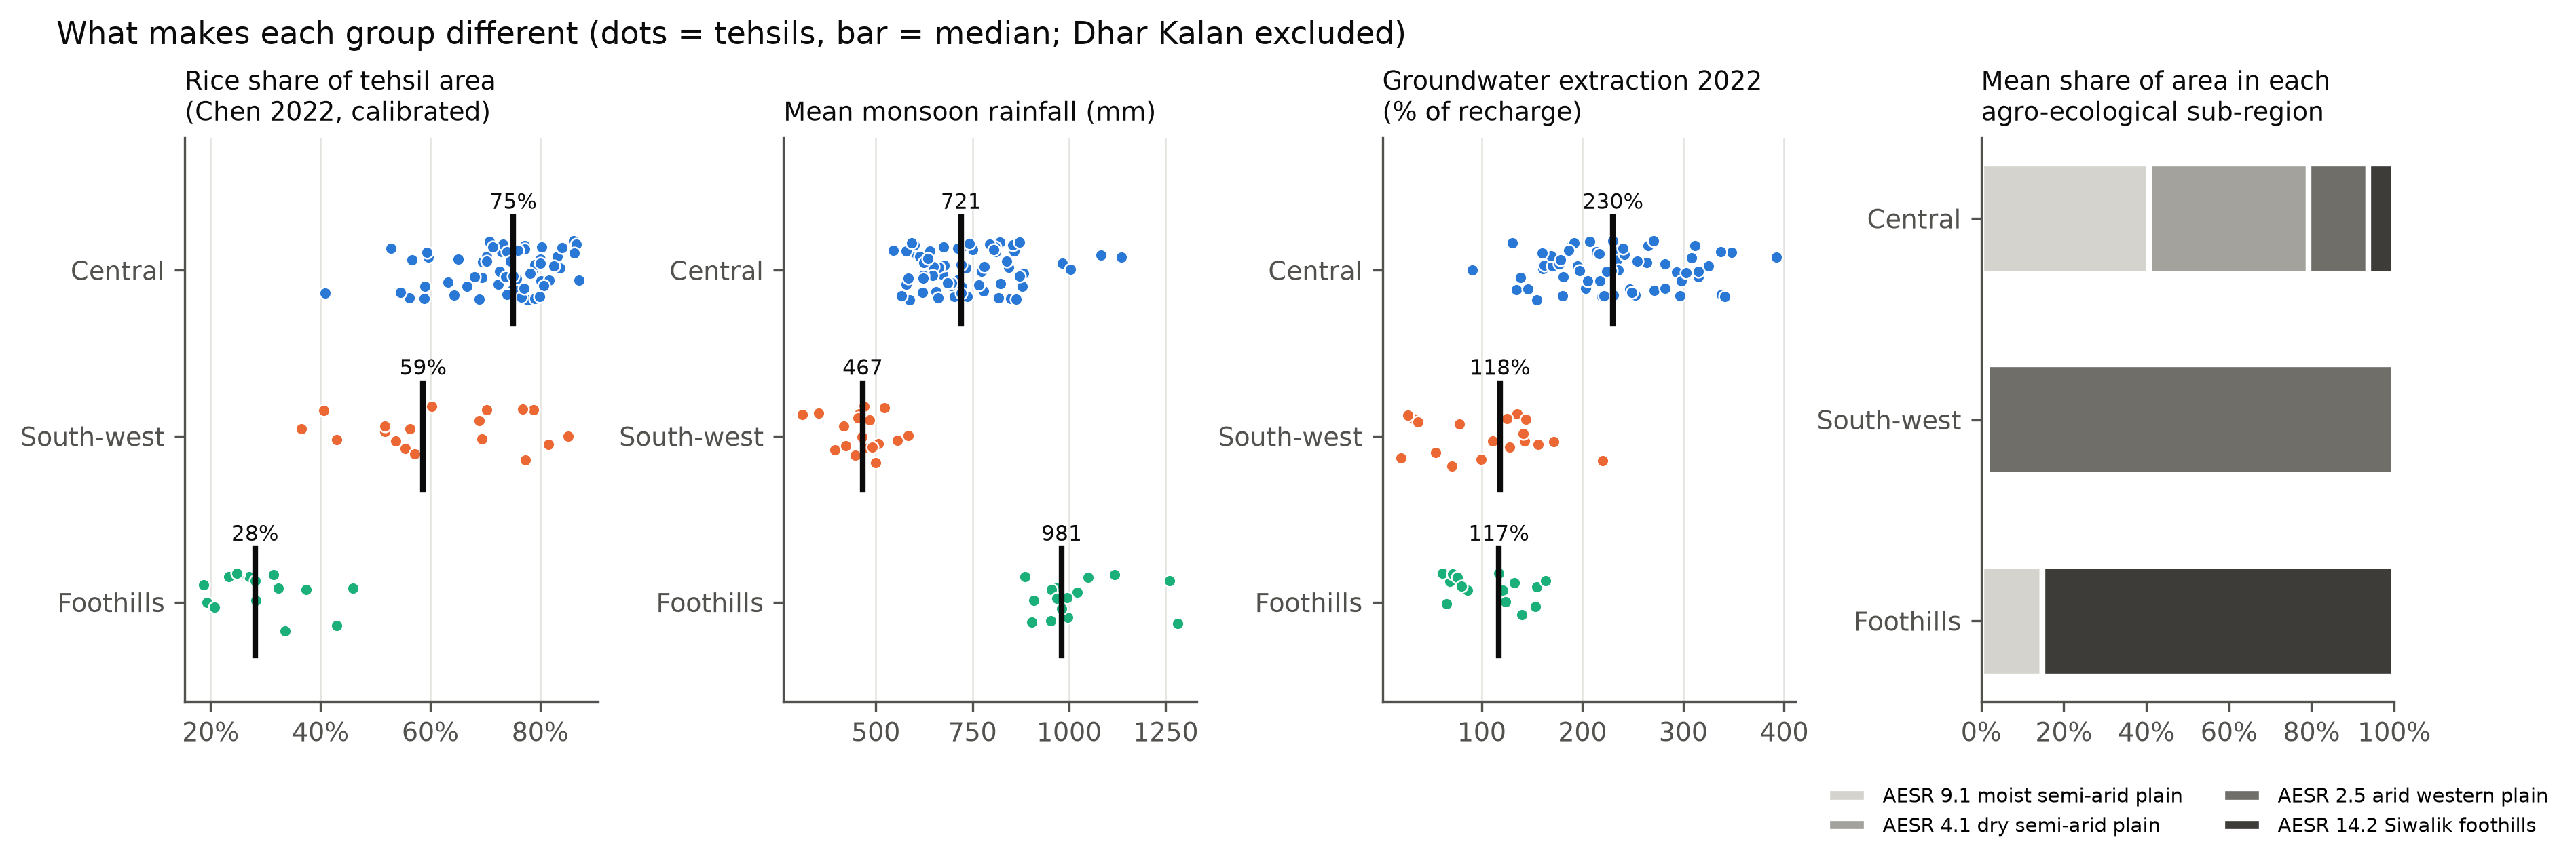 What makes each group different (dots = tehsils, bar = median; Dhar Kalan excluded)
Rice share of tehsil area
(Chen 2022, calibrated)
75%
Central
59%
South-west
28%
Foothills
20% 40% 60% 80%
Mean monsoon rainfall (mm)
721
Central
467
South-west
981
Foothills
500 750 1000 1250
Groundwater extraction 2022
(% of recharge)
230%
Central
118%
South-west
117%
Foothills
100 200 300 400
Mean share of area in each
agro-ecological sub-region
Central
South-west
Foothills
0% 20% 40% 60% 80% 100%
AESR 9.1 moist semi-arid plain
AESR 4.1 dry semi-arid plain
AESR 2.5 arid western plain
AESR 14.2 Siwalik foothills